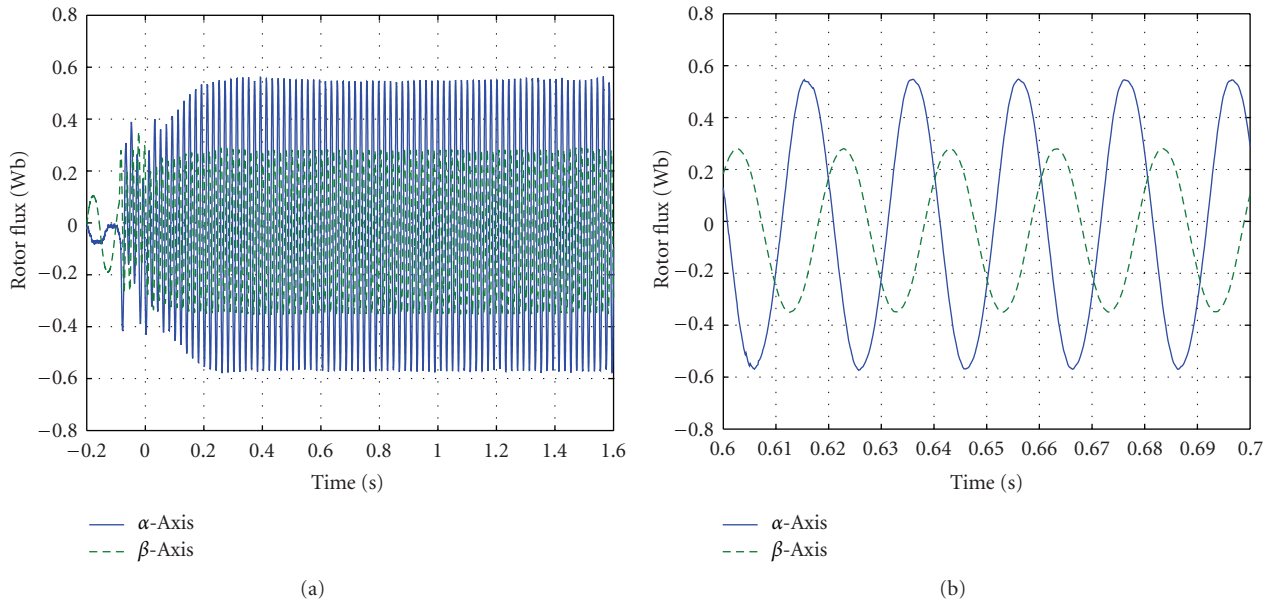 0.8
0.6
0.4
0.2
0
−0.2
−0.4
−0.6
−0.8
Rotor flux (Wb)
−0.2 0 0.2 0.4 0.6 0.8 1 1.2 1.4 1.6
Time (s)
α-Axis
β-Axis
(a)
0.8
0.6
0.4
0.2
0
−0.2
−0.4
−0.6
−0.8
Rotor flux (Wb)
0.6 0.61 0.62 0.63 0.64 0.65 0.66 0.67 0.68 0.69 0.7
Time (s)
α-Axis
β-Axis
(b)